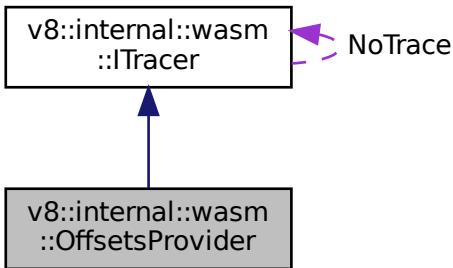 v8::internal::wasm
::ITracer
NoTrace
v8::internal::wasm
::OffsetsProvider